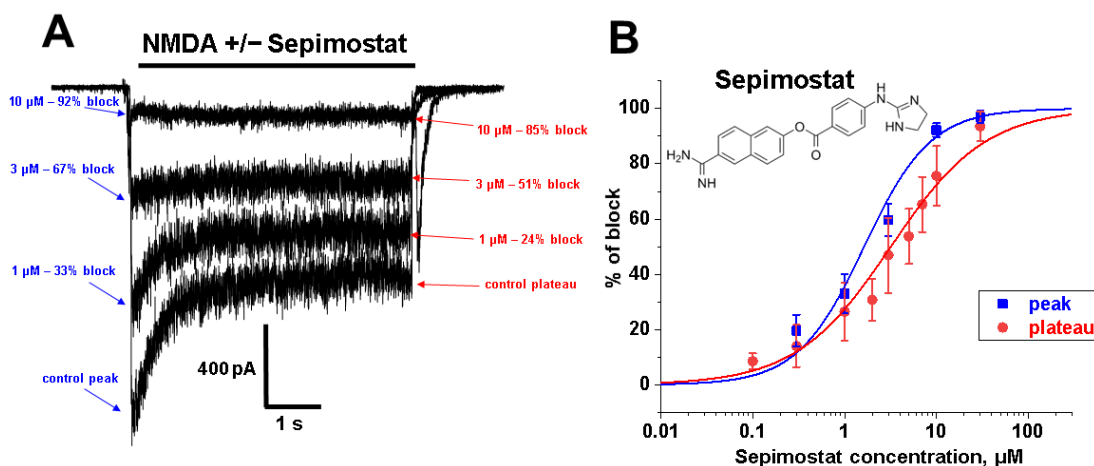 A
NMDA +/− Sepimostat
10 µM – 92% block
10 µM – 85% block
3 µM – 67% block
3 µM – 51% block
1 µM – 24% block
1 µM – 33% block
control plateau
400 pA
1 s
control peak
B
Sepimostat
H
N
N
HN
O
O
H₂N
NH
% of block
100
80
60
40
20
0
peak
plateau
0.01
0.1
1
10
100
Sepimostat concentration, µM